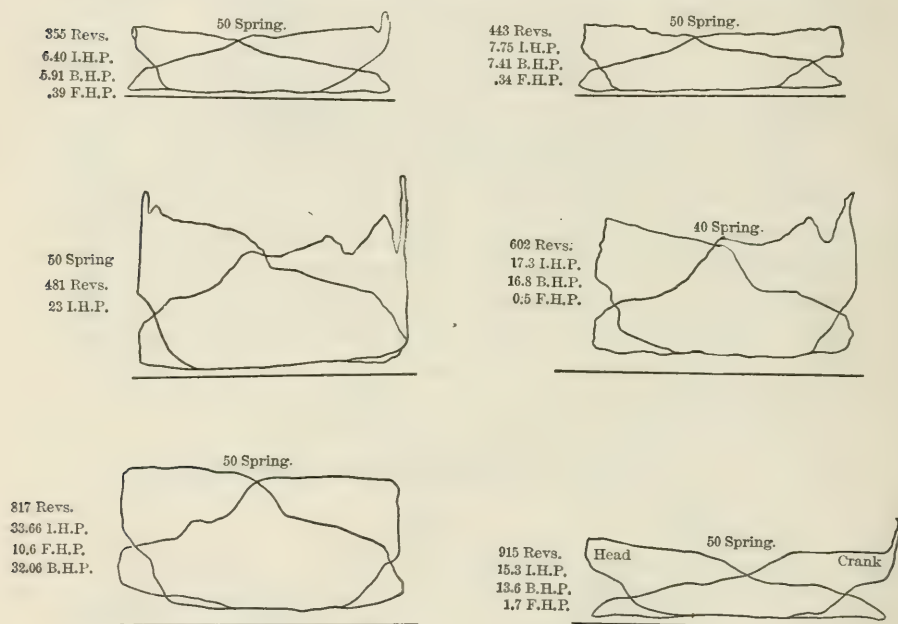 50 Spring.
355 Revs.
6.40 I.H.P.
5.91 B.H.P.
.39 F.H.P.
50 Spring.
443 Revs.
7.75 I.H.P.
7.41 B.H.P.
.34 F.H.P.
50 Spring
481 Revs.
23 I.H.P.
40 Spring.
602 Revs.
17.3 I.H.P.
16.8 B.H.P.
0.5 F.H.P.
50 Spring.
817 Revs.
33.66 I.H.P.
10.6 F.H.P.
32.06 B.H.P.
50 Spring.
915 Revs.
15.3 I.H.P.
13.6 B.H.P.
1.7 F.H.P.
Head
Crank